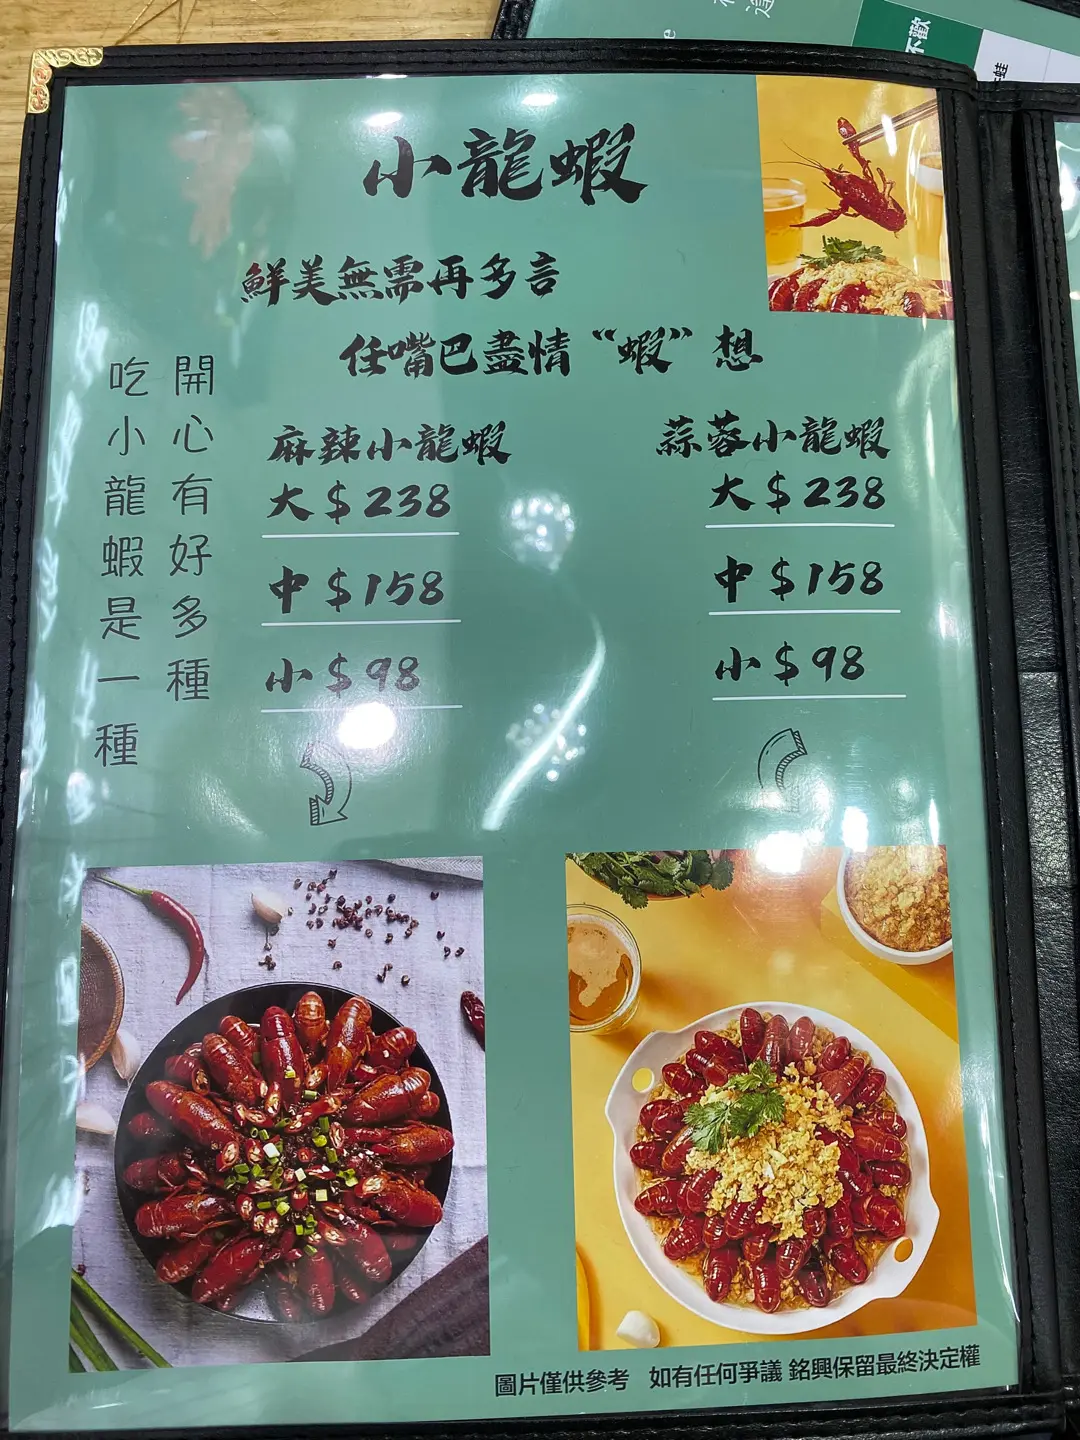 小龍蝦
鮮美無需再多言
任嘴巴盡情“蝦”想
開心有好多種
吃小龍蝦是一種
麻辣小龍蝦
大 $ 238
中 $ 158
小 $ 98
蒜蓉小龍蝦
大 $ 238
中 $ 158
小 $ 98
圖片僅供參考 如有任何爭議 銘興保留最終決定權